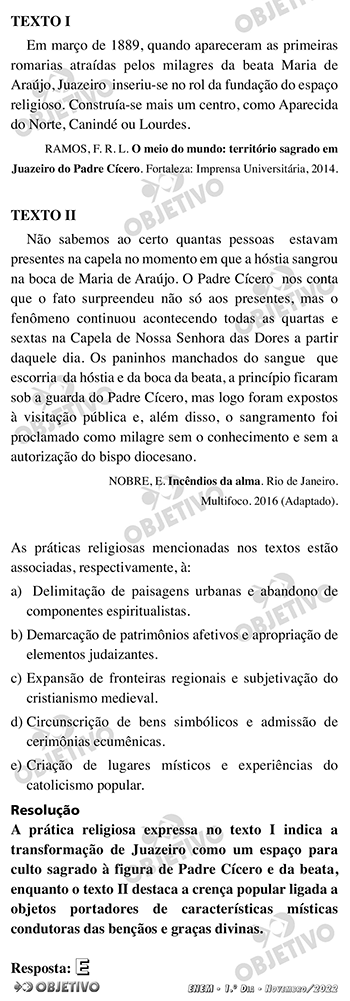 TEXTO I
Em março de 1889, quando apareceram as primeiras
romarias atraídas pelos milagres da beata Maria de
Araújo, Juazeiro inseriu-se no rol da fundação do espaço
religioso. Construía-se mais um centro, como Aparecida
do Norte, Canindé ou Lourdes.
RAMOS, F. R. L. O meio do mundo: território sagrado em
Juazeiro do Padre Cícero. Fortaleza: Imprensa Universitária, 2014.
TEXTO II
Não sabemos ao certo quantas pessoas estavam
presentes na capela no momento em que a hóstia sangrou
na boca de Maria de Araújo. O Padre Cícero nos conta
que o fato surpreendeu não só aos presentes, mas o
fenômeno continuou acontecendo todas as quartas e
sextas na Capela de Nossa Senhora das Dores a partir
daquele dia. Os paninhos manchados do sangue que
escorria da hóstia e da boca da beata, a princípio ficaram
sob a guarda do Padre Cícero, mas logo foram expostos
à visitação pública e, além disso, o sangramento foi
proclamado como milagre sem o conhecimento e sem a
autorização do bispo diocesano.
NOBRE, E. Incêndios da alma. Rio de Janeiro.
Multifoco. 2016 (Adaptado).
As práticas religiosas mencionadas nos textos estão
associadas, respectivamente, à:
a) Delimitação de paisagens urbanas e abandono de
componentes espiritualistas.
b) Demarcação de patrimônios afetivos e apropriação de
elementos judaizantes.
c) Expansão de fronteiras regionais e subjetivação do
cristianismo medieval.
d) Circunscrição de bens simbólicos e admissão de
cerimônias ecumênicas.
e) Criação de lugares místicos e experiências do
catolicismo popular.
Resolução
A prática religiosa expressa no texto I indica a
transformação de Juazeiro como um espaço para
culto sagrado à figura de Padre Cícero e da beata,
enquanto o texto II destaca a crença popular ligada a
objetos portadores de características místicas
condutoras das bençãos e graças divinas.
Resposta: E
OBJETIVO
ENEM • 1.º Dia • Novembro/2022